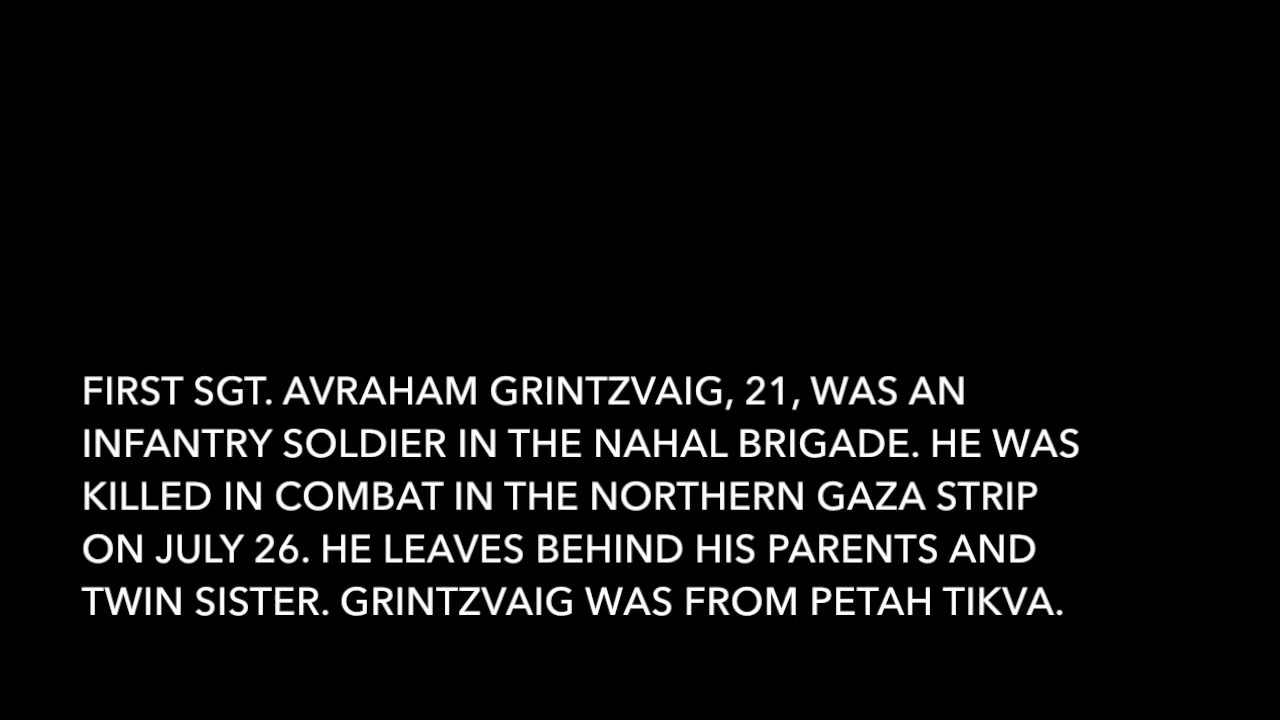 FIRST SGT. AVRAHAM GRINTZVAIG, 21, WAS AN
INFANTRY SOLDIER IN THE NAHAL BRIGADE. HE WAS
KILLED IN COMBAT IN THE NORTHERN GAZA STRIP
ON JULY 26. HE LEAVES BEHIND HIS PARENTS AND
TWIN SISTER. GRINTZVAIG WAS FROM PETAH TIKVA.